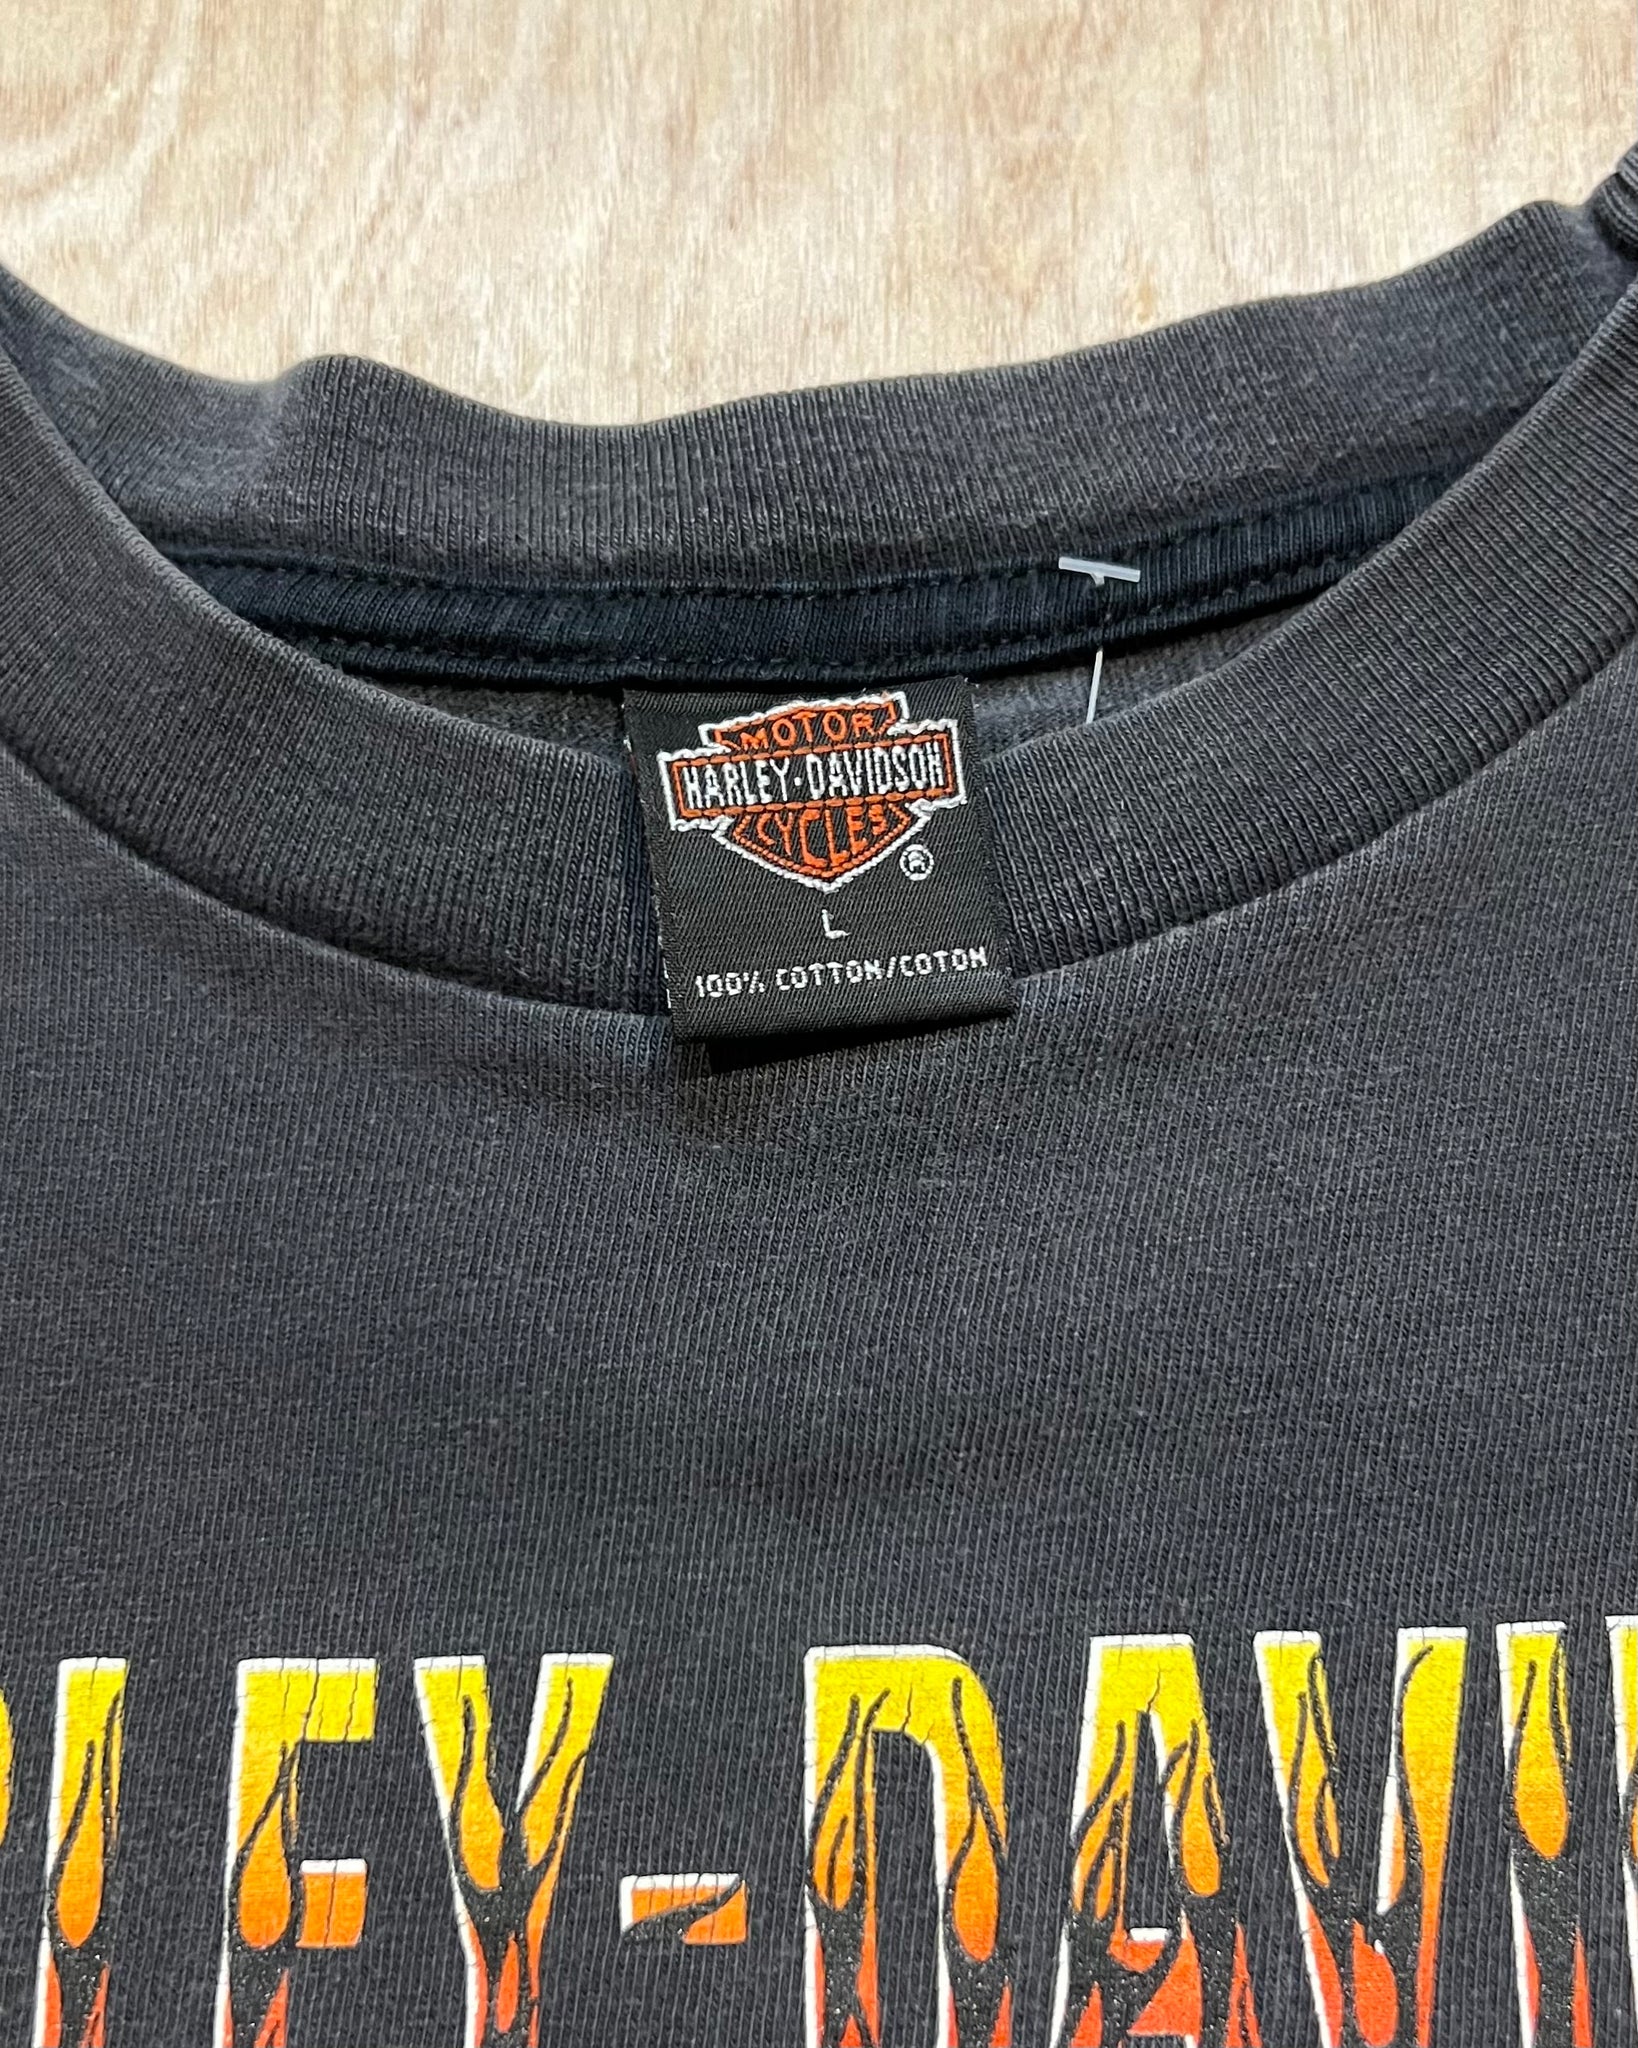 MOTOR
HARLEY-DAVIDSON
CYCLES
®
L
100% COTTON/COTON
LEY-DAVI